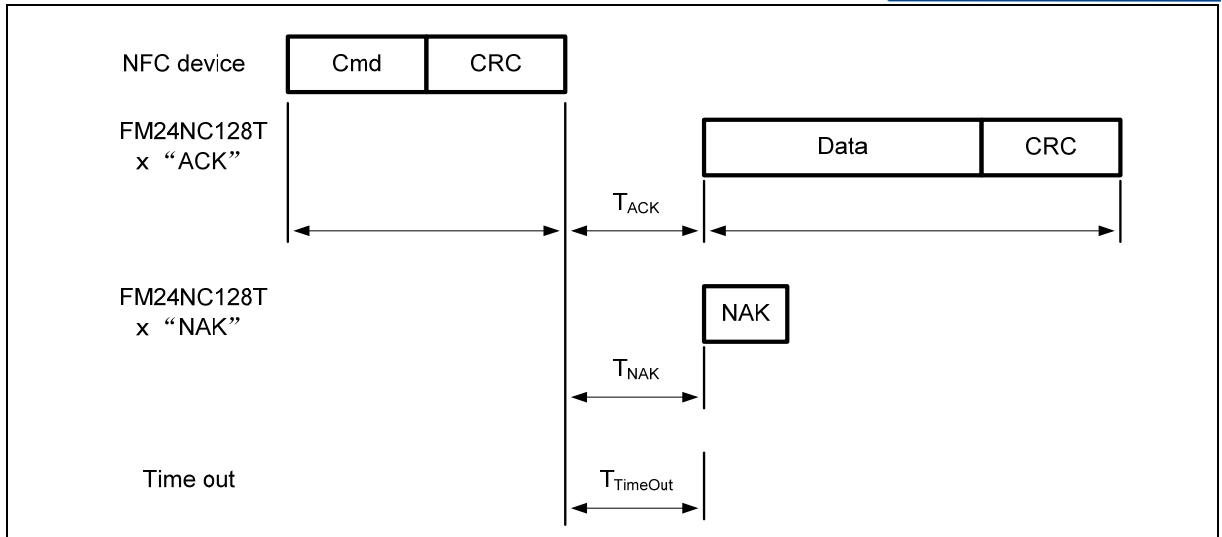 NFC device Cmd CRC
FM24NC128T
x “ACK” Data CRC
TACK
FM24NC128T
x “NAK” NAK
TNAK
Time out TTimeOut